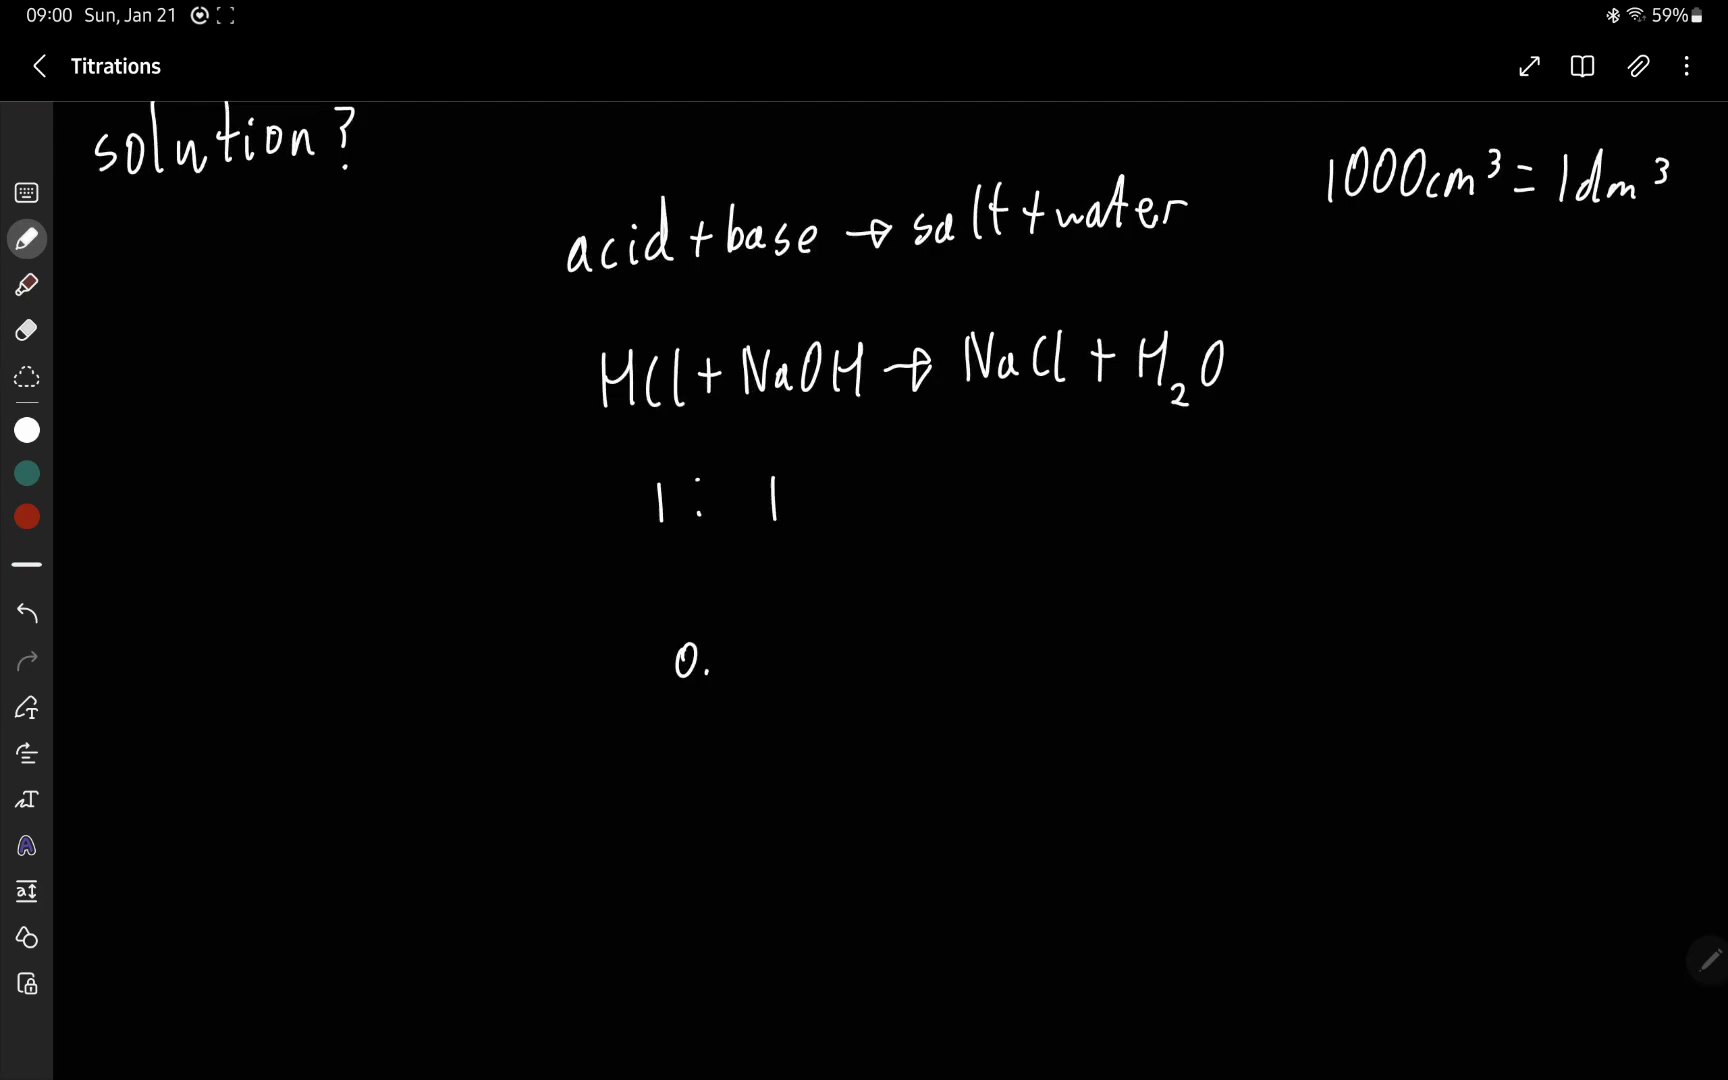 09:00 Sun, Jan 21
59%
Titrations
solution?
1000cm³ = 1dm³
acid + base → salt + water
HCl + NaOH → NaCl + H₂O
1 : 1
0.